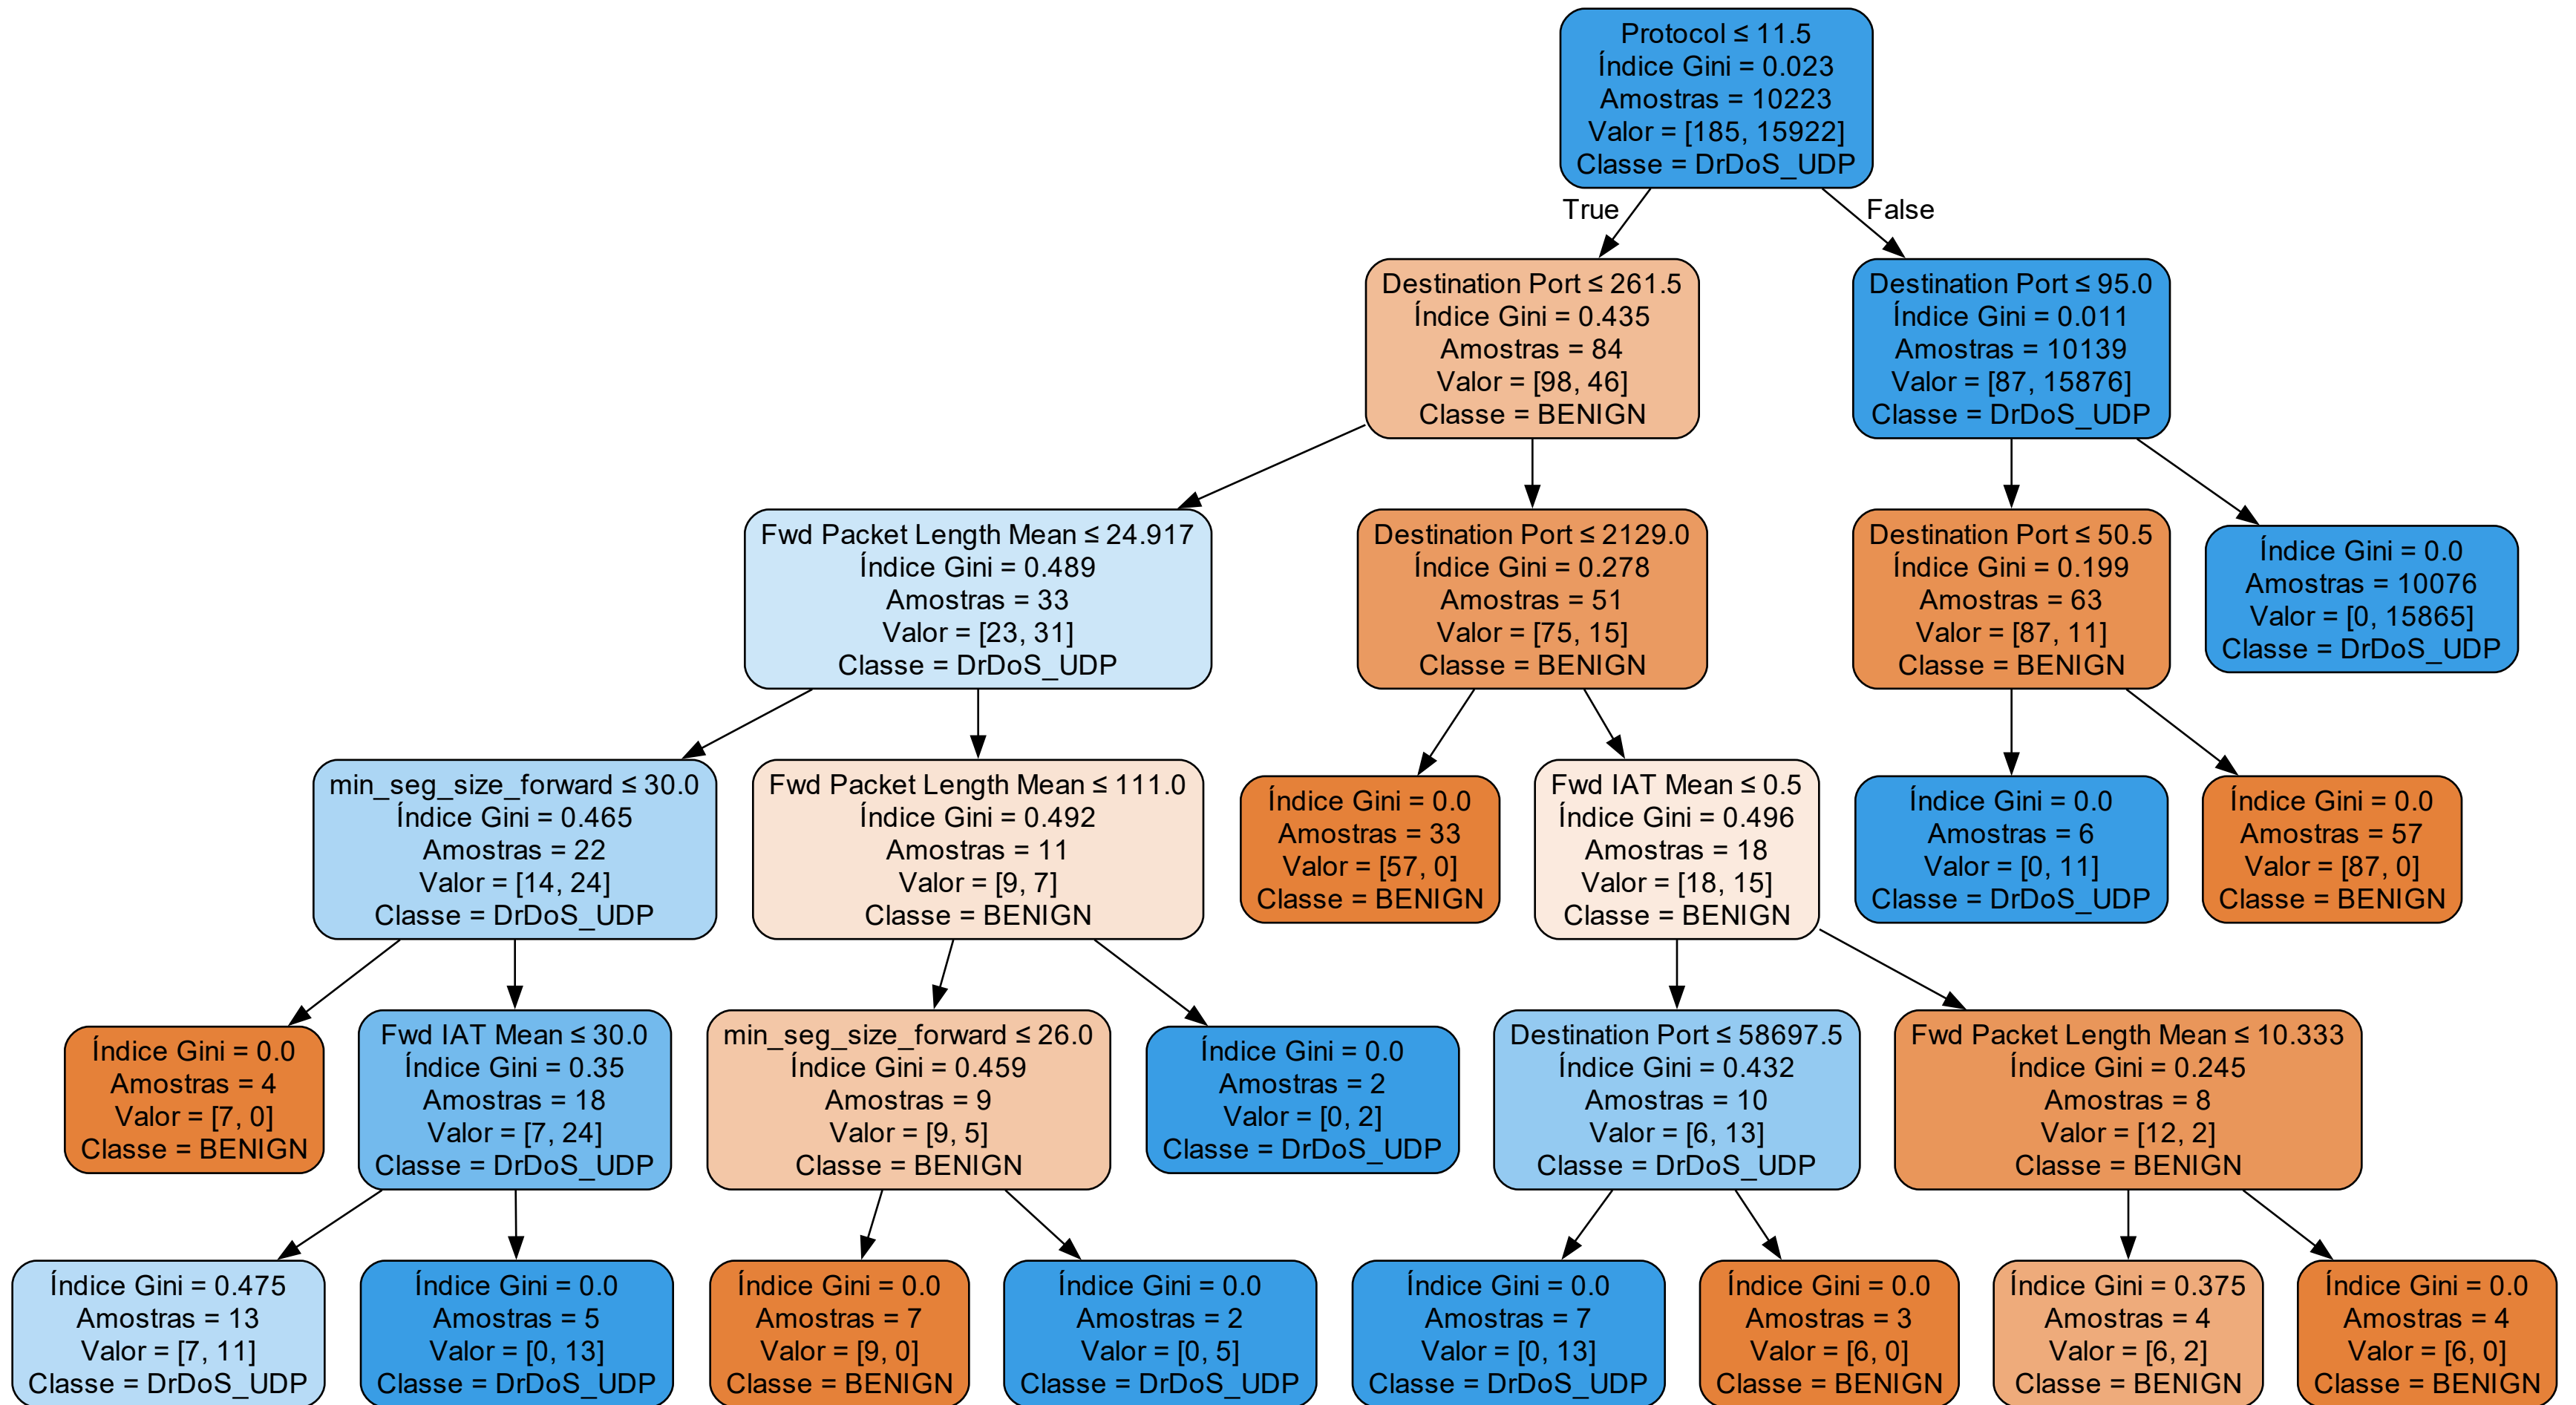 Protocol ≤ 11.5
Índice Gini = 0.023
Amostras = 10223
Valor = [185, 15922]
Classe = DrDoS_UDP
True
False
Destination Port ≤ 261.5
Índice Gini = 0.435
Amostras = 84
Valor = [98, 46]
Classe = BENIGN
Destination Port ≤ 95.0
Índice Gini = 0.011
Amostras = 10139
Valor = [87, 15876]
Classe = DrDoS_UDP
Fwd Packet Length Mean ≤ 24.917
Índice Gini = 0.489
Amostras = 33
Valor = [23, 31]
Classe = DrDoS_UDP
Destination Port ≤ 2129.0
Índice Gini = 0.278
Amostras = 51
Valor = [75, 15]
Classe = BENIGN
Destination Port ≤ 50.5
Índice Gini = 0.199
Amostras = 63
Valor = [87, 11]
Classe = BENIGN
Índice Gini = 0.0
Amostras = 10076
Valor = [0, 15865]
Classe = DrDoS_UDP
min_seg_size_forward ≤ 30.0
Índice Gini = 0.465
Amostras = 22
Valor = [14, 24]
Classe = DrDoS_UDP
Fwd Packet Length Mean ≤ 111.0
Índice Gini = 0.492
Amostras = 11
Valor = [9, 7]
Classe = BENIGN
Índice Gini = 0.0
Amostras = 33
Valor = [57, 0]
Classe = BENIGN
Fwd IAT Mean ≤ 0.5
Índice Gini = 0.496
Amostras = 18
Valor = [18, 15]
Classe = BENIGN
Índice Gini = 0.0
Amostras = 6
Valor = [0, 11]
Classe = DrDoS_UDP
Índice Gini = 0.0
Amostras = 57
Valor = [87, 0]
Classe = BENIGN
Índice Gini = 0.0
Amostras = 4
Valor = [7, 0]
Classe = BENIGN
Fwd IAT Mean ≤ 30.0
Índice Gini = 0.35
Amostras = 18
Valor = [7, 24]
Classe = DrDoS_UDP
min_seg_size_forward ≤ 26.0
Índice Gini = 0.459
Amostras = 9
Valor = [9, 5]
Classe = BENIGN
Índice Gini = 0.0
Amostras = 2
Valor = [0, 2]
Classe = DrDoS_UDP
Destination Port ≤ 58697.5
Índice Gini = 0.432
Amostras = 10
Valor = [6, 13]
Classe = DrDoS_UDP
Fwd Packet Length Mean ≤ 10.333
Índice Gini = 0.245
Amostras = 8
Valor = [12, 2]
Classe = BENIGN
Índice Gini = 0.475
Amostras = 13
Valor = [7, 11]
Classe = DrDoS_UDP
Índice Gini = 0.0
Amostras = 5
Valor = [0, 13]
Classe = DrDoS_UDP
Índice Gini = 0.0
Amostras = 7
Valor = [9, 0]
Classe = BENIGN
Índice Gini = 0.0
Amostras = 2
Valor = [0, 5]
Classe = DrDoS_UDP
Índice Gini = 0.0
Amostras = 7
Valor = [0, 13]
Classe = DrDoS_UDP
Índice Gini = 0.0
Amostras = 3
Valor = [6, 0]
Classe = BENIGN
Índice Gini = 0.375
Amostras = 4
Valor = [6, 2]
Classe = BENIGN
Índice Gini = 0.0
Amostras = 4
Valor = [6, 0]
Classe = BENIGN